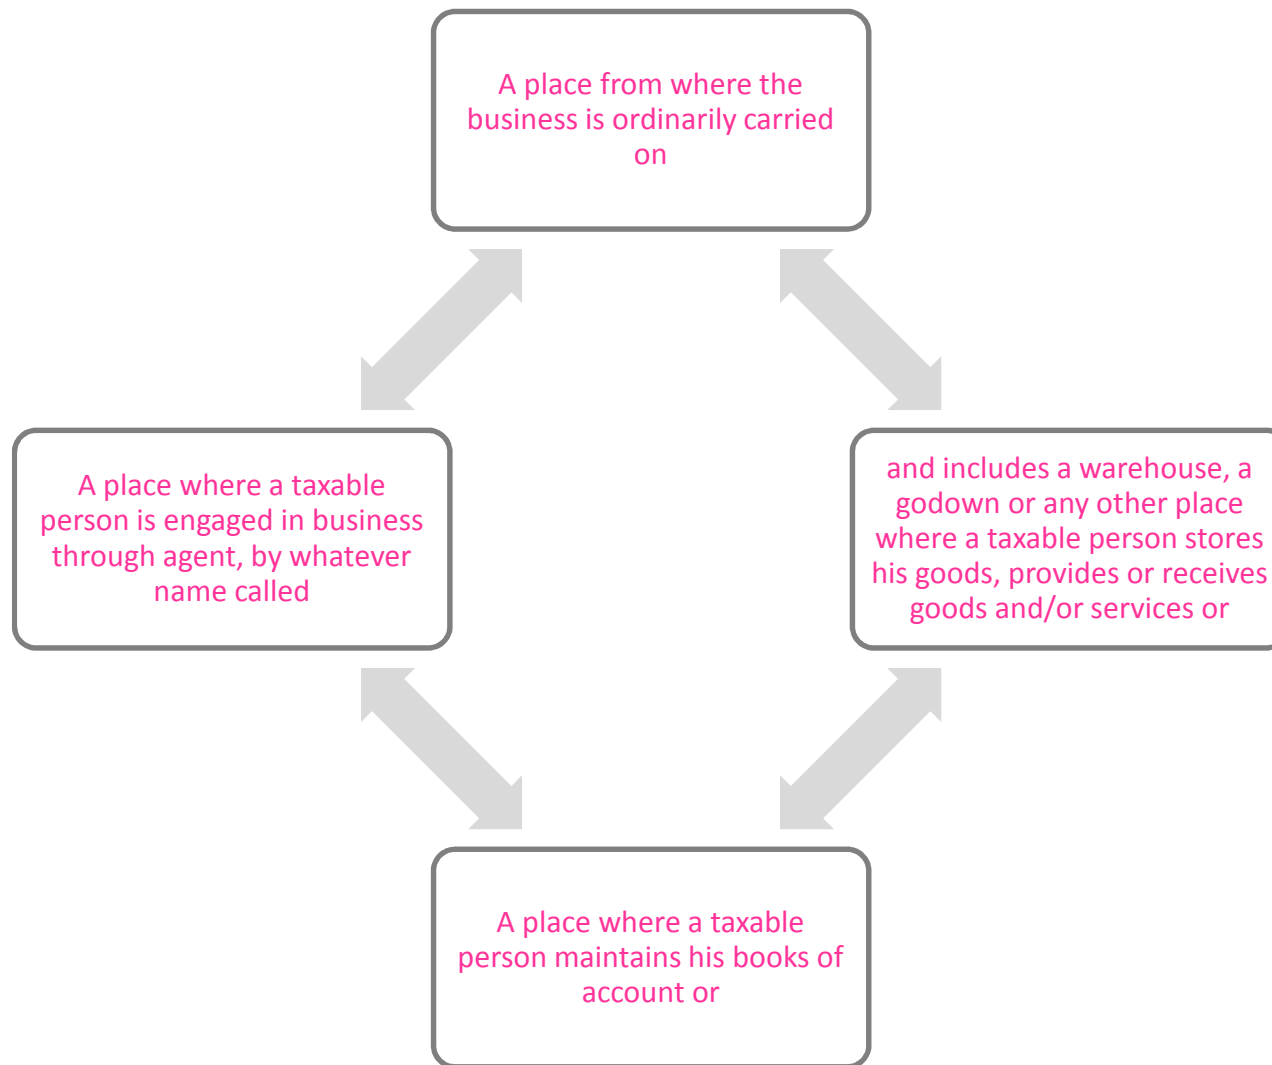 A place from where the
business is ordinarily carried
on
and includes a warehouse, a
godown or any other place
where a taxable person stores
his goods, provides or receives
goods and/or services or
A place where a taxable
person maintains his books of
account or
A place where a taxable
person is engaged in business
through agent, by whatever
name called